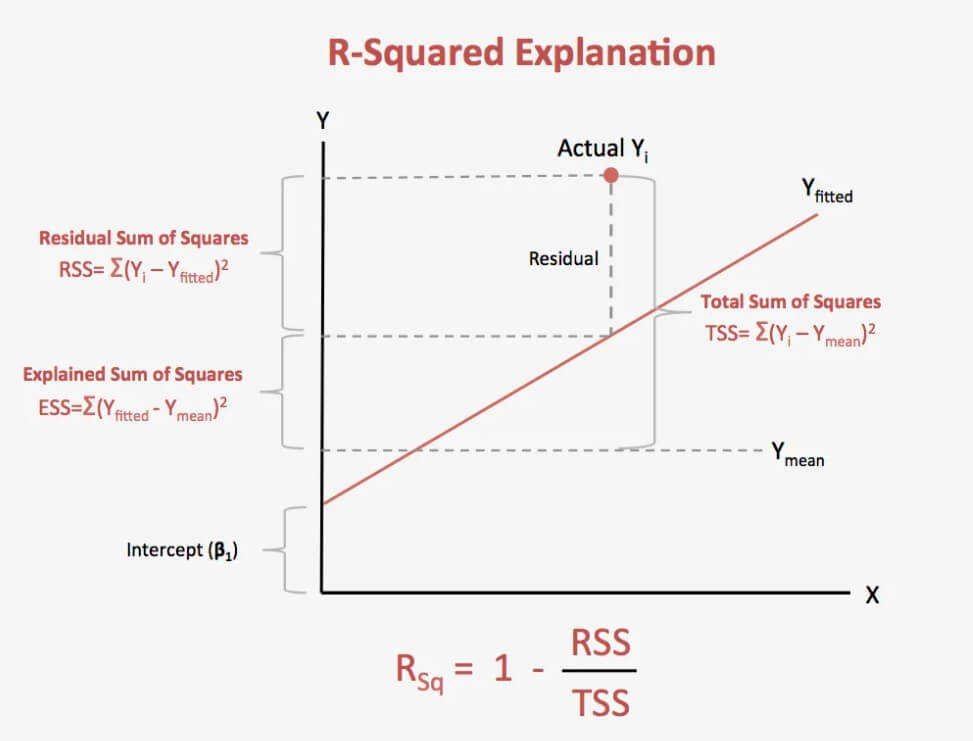 R-Squared Explanation
Y
Actual Yi
Yfitted
Residual Sum of Squares
RSS= Σ(Yi – Yfitted)²
Residual
Total Sum of Squares
TSS= Σ(Yi – Ymean)²
Explained Sum of Squares
ESS=Σ(Yfitted - Ymean)²
Ymean
Intercept (β1)
X
RSq = 1 - RSS
TSS